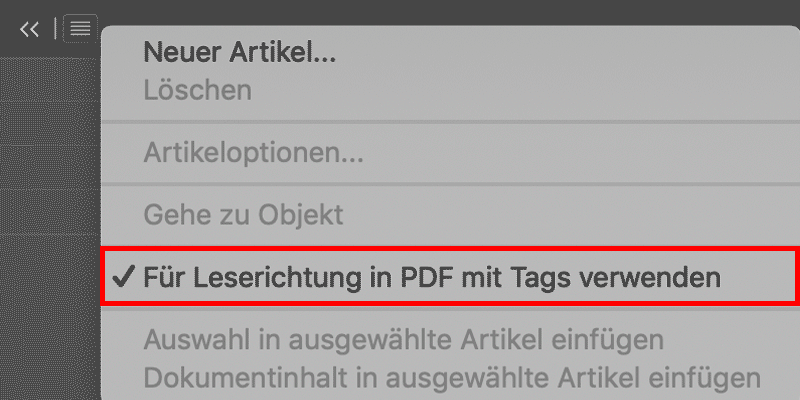 Neuer Artikel...
Löschen
Artikeloptionen...
Gehe zu Objekt
✓ Für Leserichtung in PDF mit Tags verwenden
Auswahl in ausgewählte Artikel einfügen
Dokumentinhalt in ausgewählte Artikel einfügen